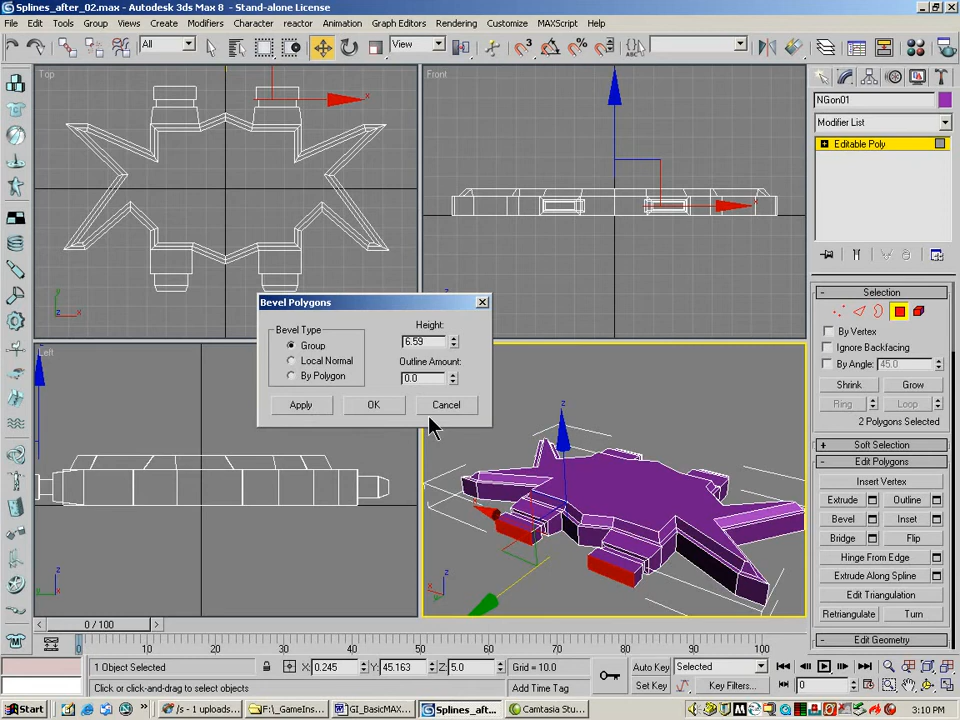 Splines_after_02.max - Autodesk 3ds Max 8 - Stand-alone License
File Edit Tools Group Views Create Modifiers Character reactor Animation Graph Editors Rendering Customize MAXScript Help
All View
Top Front
x
y z x
NGon01
Modifier List
Editable Poly
Bevel Polygons
Bevel Type
Group
Local Normal
By Polygon
Height:
6.59
Outline Amount:
0.0
Apply OK Cancel
Left
z
Selection
By Vertex
Ignore Backfacing
By Angle: 45.0
Shrink Grow
Ring Loop
2 Polygons Selected
Soft Selection
Edit Polygons
Insert Vertex
Extrude Outline
Bevel Inset
Bridge Flip
Hinge From Edge
Extrude Along Spline
Edit Triangulation
Retriangulate Turn
Edit Geometry
0 / 100
0 10 20 30 40 50 60 70 80 90 100
1 Object Selected X: 0.245 Y: 45.163 Z: 5.0 Grid = 10.0 Auto Key Selected
Click or click-and-drag to select objects Add Time Tag Set Key Key Filters... 0
Start /s - 1 uploads... F:\_GameIns... GI_BasicMAX... Splines_aft... Camtasia Stu... 3:10 PM